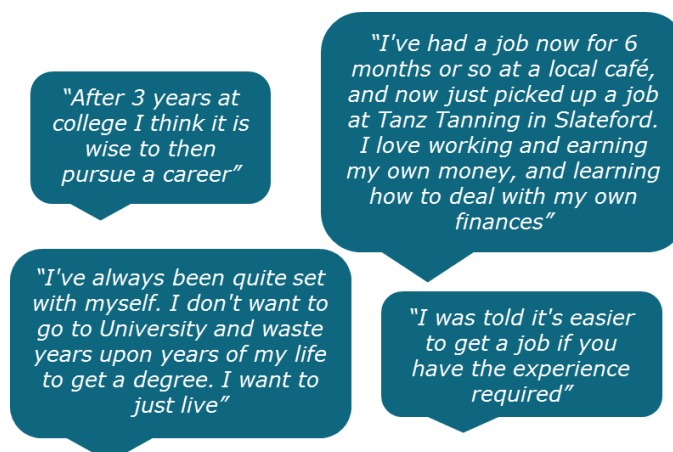 “After 3 years at
college I think it is
wise to then
pursue a career”
“I've had a job now for 6
months or so at a local café,
and now just picked up a job
at Tanz Tanning in Slateford.
I love working and earning
my own money, and learning
how to deal with my own
finances”
“I've always been quite set
with myself. I don't want to
go to University and waste
years upon years of my life
to get a degree. I want to
just live”
“I was told it's easier
to get a job if you
have the experience
required”